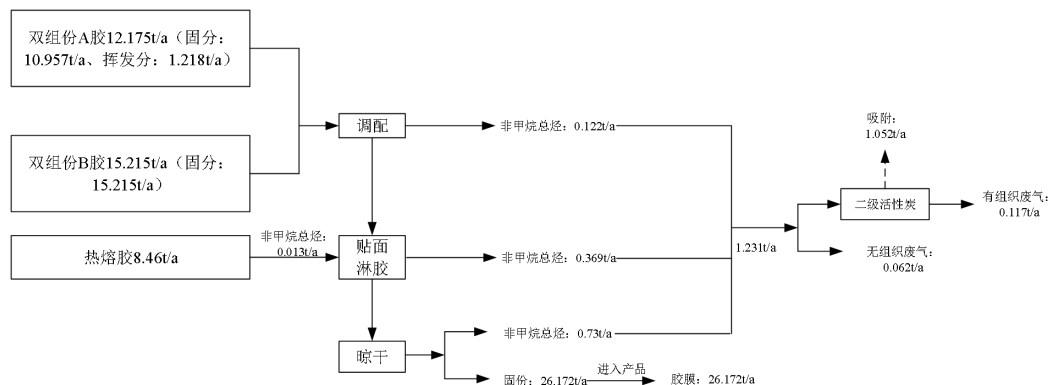 双组份A胶12.175t/a（固分：
10.957t/a、挥发分：1.218t/a）
双组份B胶15.215t/a（固分：
15.215t/a）
热熔胶8.46t/a
非甲烷总烃：
0.013t/a
调配
贴面
淋胶
晾干
非甲烷总烃：0.122t/a
非甲烷总烃：0.369t/a
非甲烷总烃：0.73t/a
固份：26.172t/a
进入产品
胶膜：26.172t/a
1.231t/a
吸附：
1.052t/a
二级活性炭
有组织废气：
0.117t/a
无组织废气：
0.062t/a